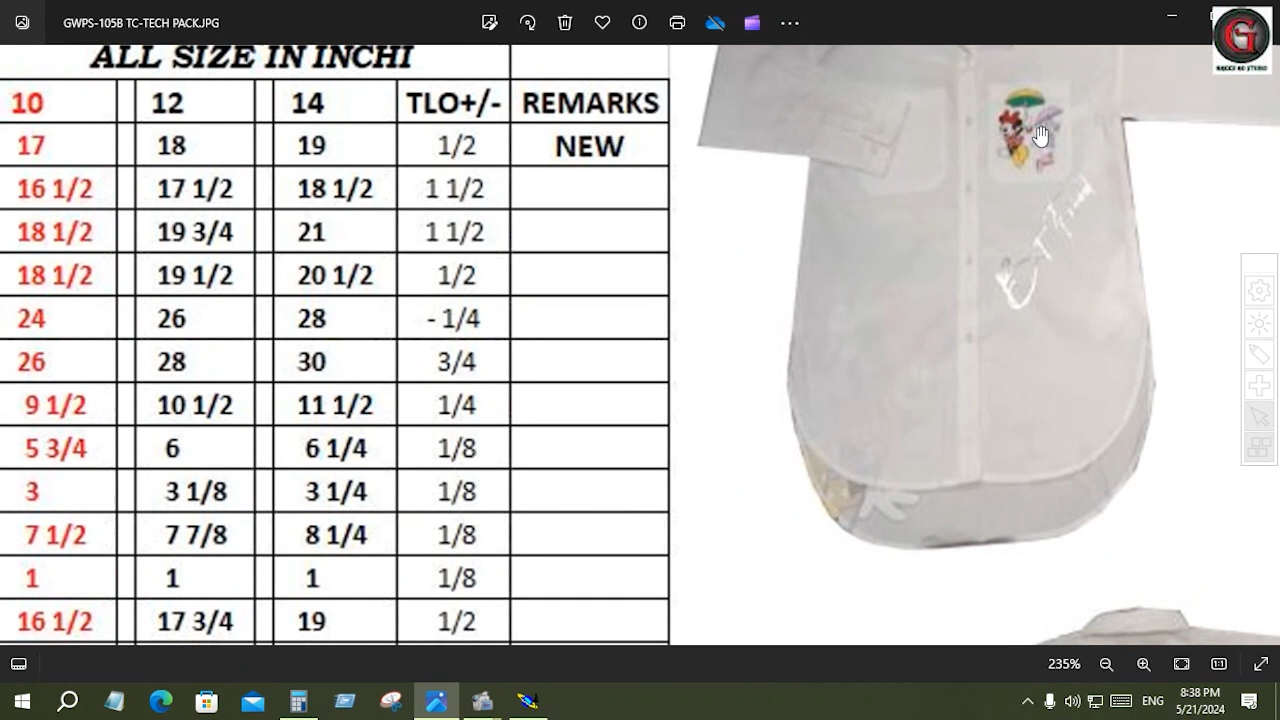 GWPS-105B TC-TECH PACK.JPG
ALL SIZE IN INCHI
10 12 14 TLO+/- REMARKS
17 18 19 1/2 NEW
16 1/2 17 1/2 18 1/2 1 1/2
18 1/2 19 3/4 21 1 1/2
18 1/2 19 1/2 20 1/2 1/2
24 26 28 - 1/4
26 28 30 3/4
9 1/2 10 1/2 11 1/2 1/4
5 3/4 6 6 1/4 1/8
3 3 1/8 3 1/4 1/8
7 1/2 7 7/8 8 1/4 1/8
1 1 1 1/8
16 1/2 17 3/4 19 1/2
G
235%
1:1
ENG
8:38 PM
5/21/2024